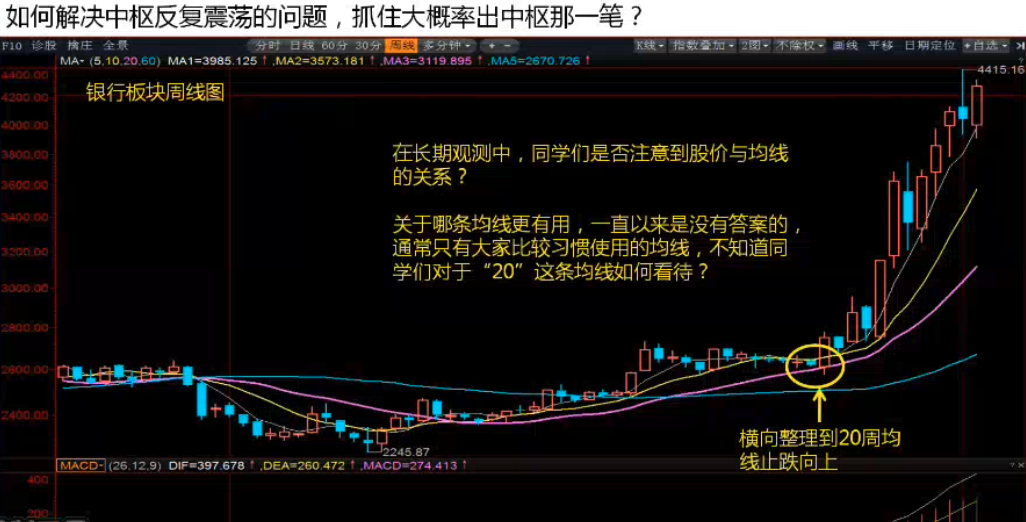 如何解决中枢反复震荡的问题，抓住大概率出中枢那一笔？
F10 诊股 擒庄 全景 分时 日线 60分 30分 周线 多分钟 + - K线 指数叠加 2图 不除权 画线 平移 日期定位 +自选
MA- (5,10,20,60) MA1=3985.125↑,MA2=3573.181↑,MA3=3119.895↑,MA5=2670.726↑
4415.16
4400.00
银行板块周线图
4200.00
4000.00
在长期观测中，同学们是否注意到股价与均线
3800.00
的关系？
3600.00
关于哪条均线更有用，一直以来是没有答案的，
3400.00
通常只有大家比较习惯使用的均线，不知道同
3200.00
学们对于“20”这条均线如何看待？
3000.00
2800.00
2600.00
2400.00
横向整理到20周均
2245.87
线止跌向上
MACD- (26,12,9) DIF=397.678↑,DEA=260.472↑,MACD=274.413↑
400
200